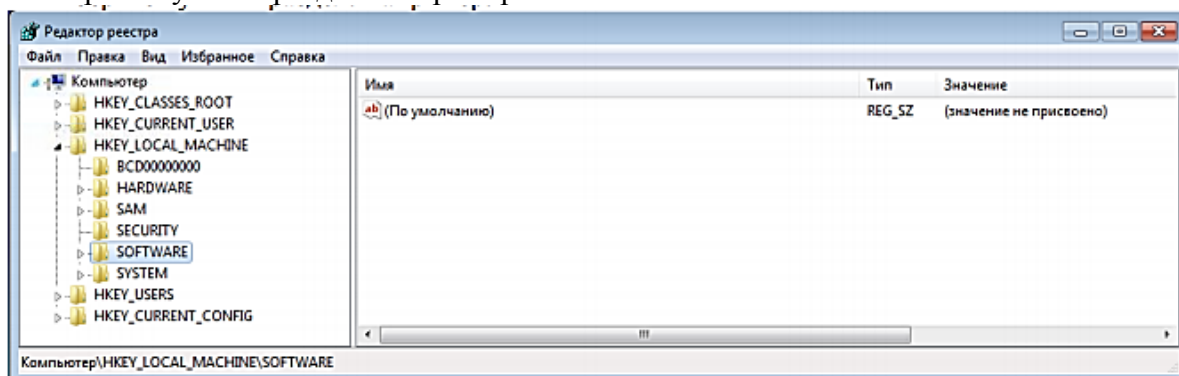 Редактор реестра
Файл Правка Вид Избранное Справка
Компьютер
HKEY_CLASSES_ROOT
HKEY_CURRENT_USER
HKEY_LOCAL_MACHINE
BCD00000000
HARDWARE
SAM
SECURITY
SOFTWARE
SYSTEM
HKEY_USERS
HKEY_CURRENT_CONFIG
Имя Тип Значение
(По умолчанию) REG_SZ (значение не присвоено)
Компьютер\HKEY_LOCAL_MACHINE\SOFTWARE